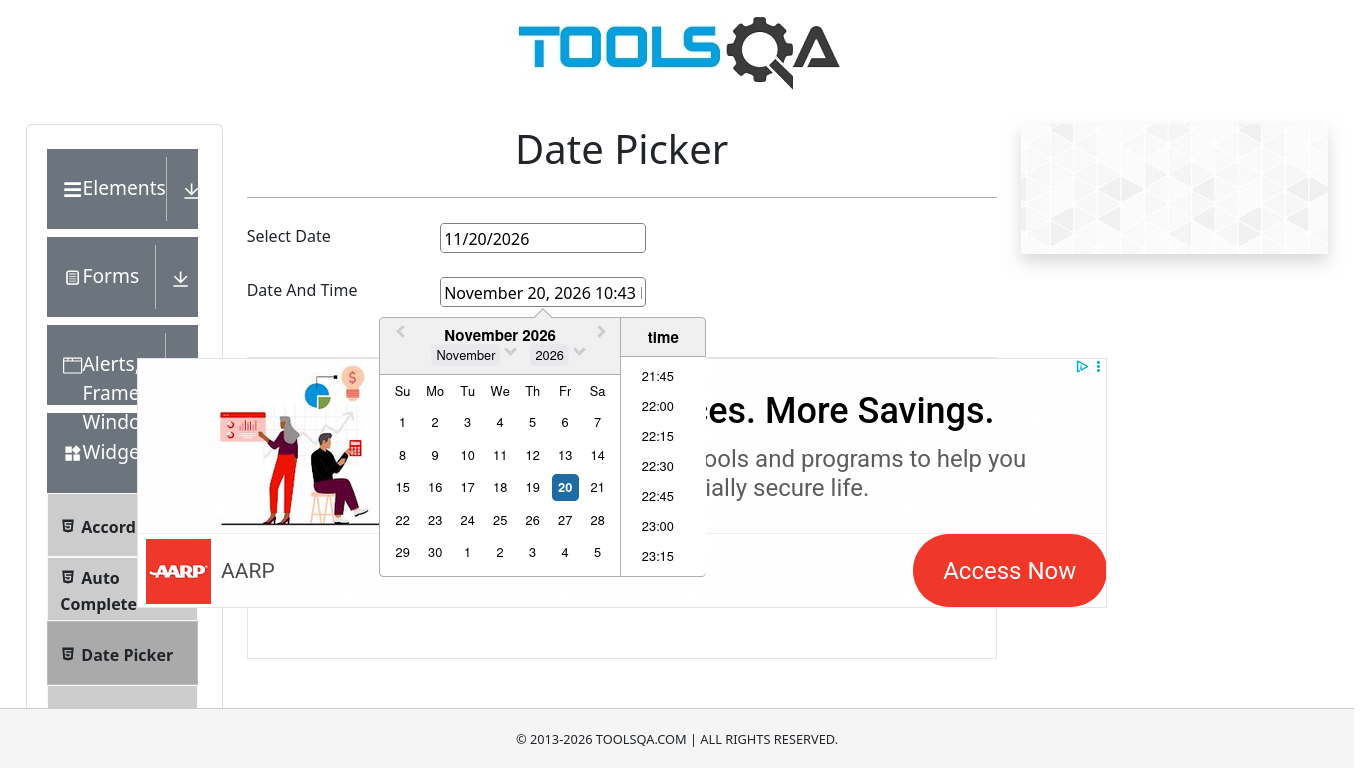 TOOLSQA
Date Picker
Elements
Forms
Alerts,
Frame
Windo
Widge
Accord
Auto
Complete
Date Picker
Select Date
11/20/2026
Date And Time
November 20, 2026 10:43
November 2026
November
2026
time
Su Mo Tu We Th Fr Sa
1 2 3 4 5 6 7
8 9 10 11 12 13 14
15 16 17 18 19 20 21
22 23 24 25 26 27 28
29 30 1 2 3 4 5
21:45
22:00
22:15
22:30
22:45
23:00
23:15
es. More Savings.
ools and programs to help you
ially secure life.
AARP
AARP
Access Now
© 2013-2026 TOOLSQA.COM | ALL RIGHTS RESERVED.